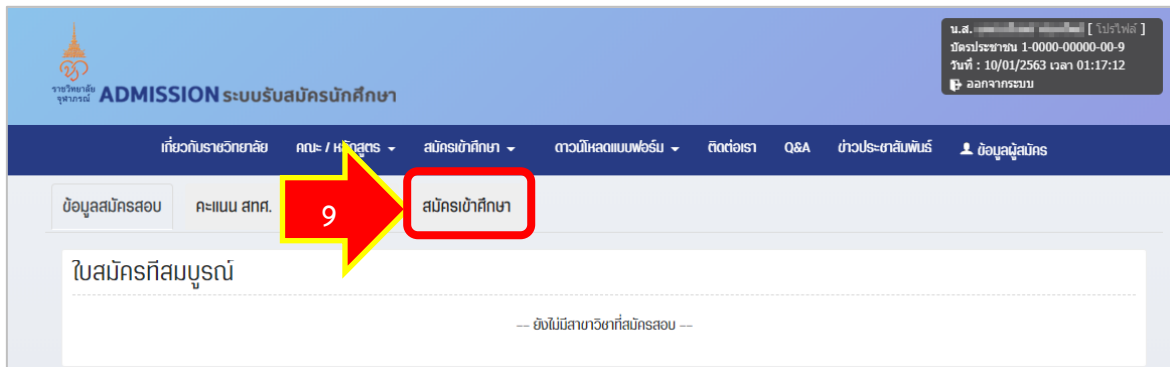 น.ส. [ โปรไฟล์ ]
บัตรประชาชน 1-0000-00000-00-9
วันที่ : 10/01/2563 เวลา 01:17:12
ออกจากระบบ
ราชวิทยาลัย
จุฬาภรณ์
ADMISSION ระบบรับสมัครนักศึกษา
เกี่ยวกับราชวิทยาลัย คณะ / หลักสูตร สมัครเข้าศึกษา ดาวน์โหลดแบบฟอร์ม ติดต่อเรา Q&A ข่าวประชาสัมพันธ์ ข้อมูลผู้สมัคร
ข้อมูลสมัครสอบ คะแนน สทศ. 9 สมัครเข้าศึกษา
ใบสมัครที่สมบูรณ์
-- ยังไม่มีสาขาวิชาที่สมัครสอบ --